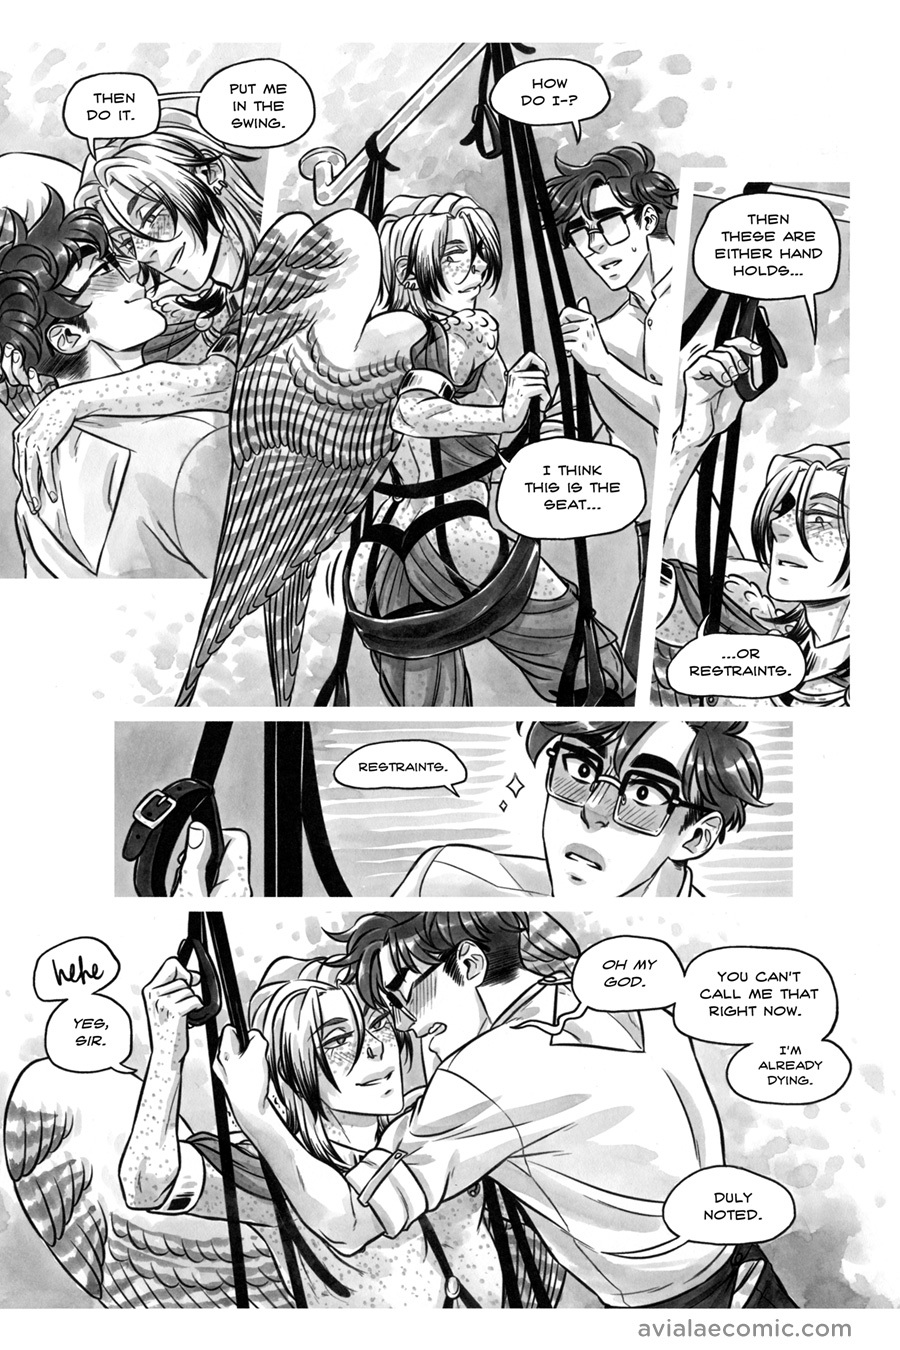 THEN
DO IT.
PUT ME
IN THE
SWING.
HOW
DO I-?
I THINK
THIS IS THE
SEAT...
THEN
THESE ARE
EITHER HAND
HOLDS...
...OR
RESTRAINTS.
RESTRAINTS.
hehe
YES,
SIR.
OH MY
GOD.
YOU CAN'T
CALL ME THAT
RIGHT NOW.
I'M
ALREADY
DYING.
DULY
NOTED.
avialaecomic.com